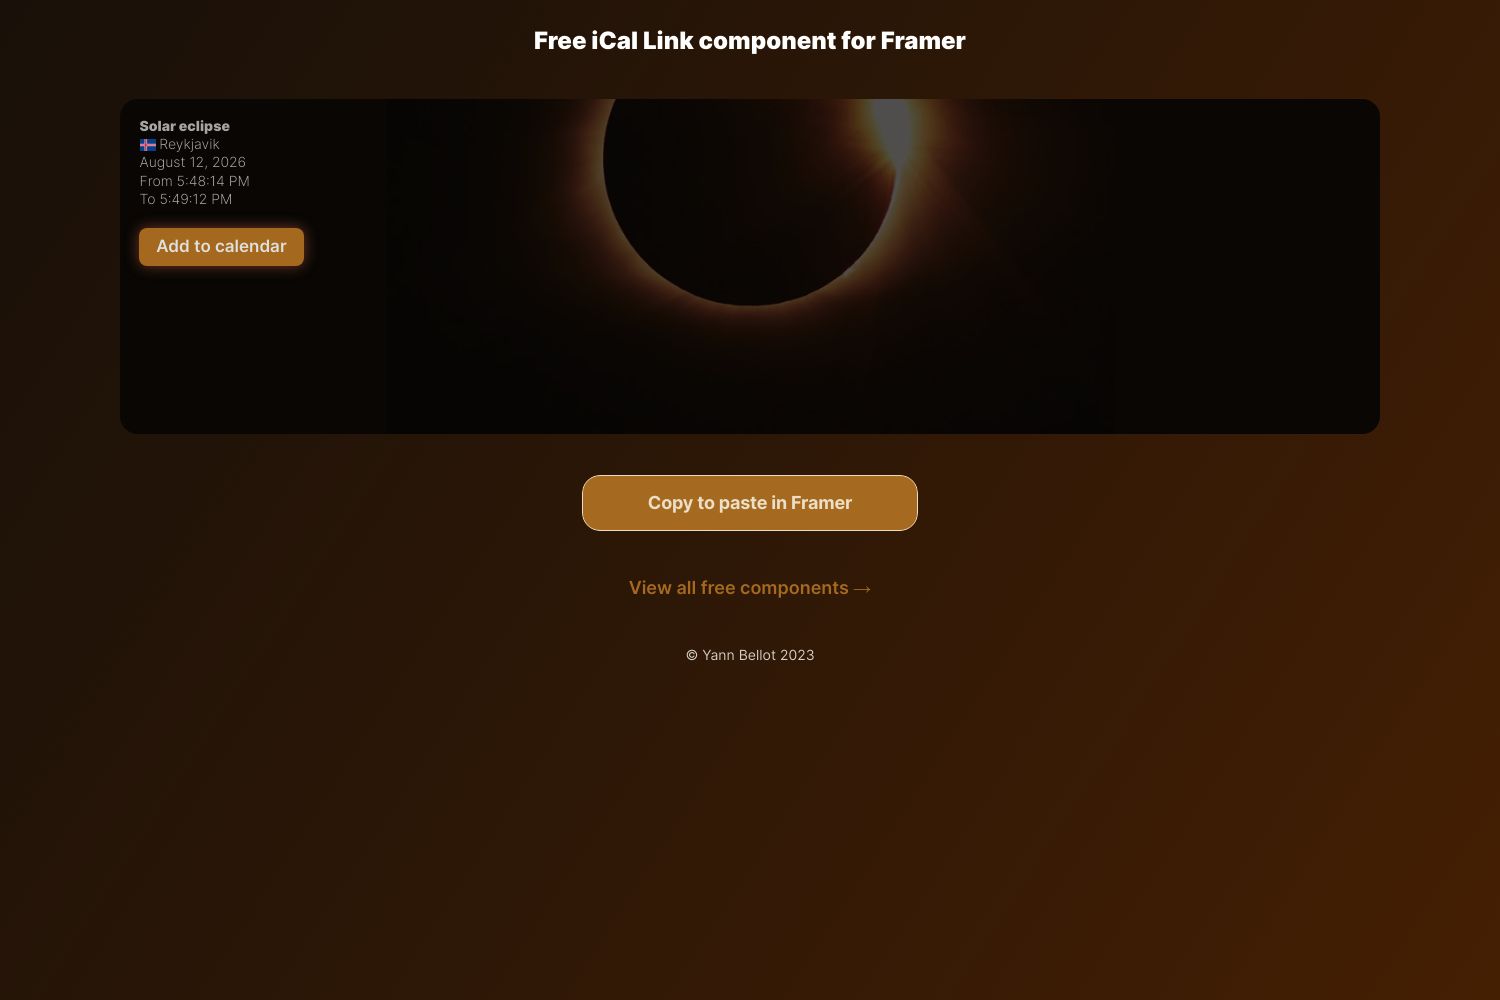 Free iCal Link component for Framer
Solar eclipse
🇮🇸 Reykjavik
August 12, 2026
From 5:48:14 PM
To 5:49:12 PM
Add to calendar
Copy to paste in Framer
View all free components →
© Yann Bellot 2023